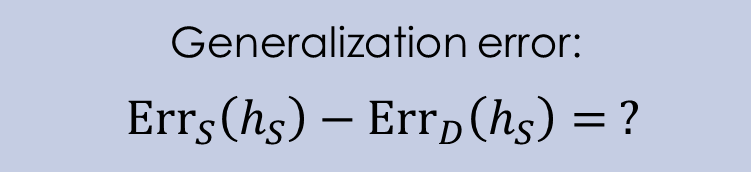 Generalization error:
Err_S(h_S) − Err_D(h_S) = ?